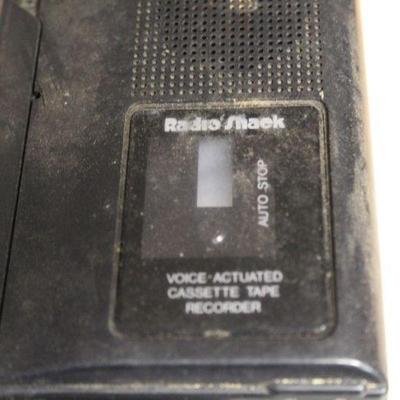 Radio Shack
AUTO STOP
VOICE-ACTUATED
CASSETTE TAPE
RECORDER